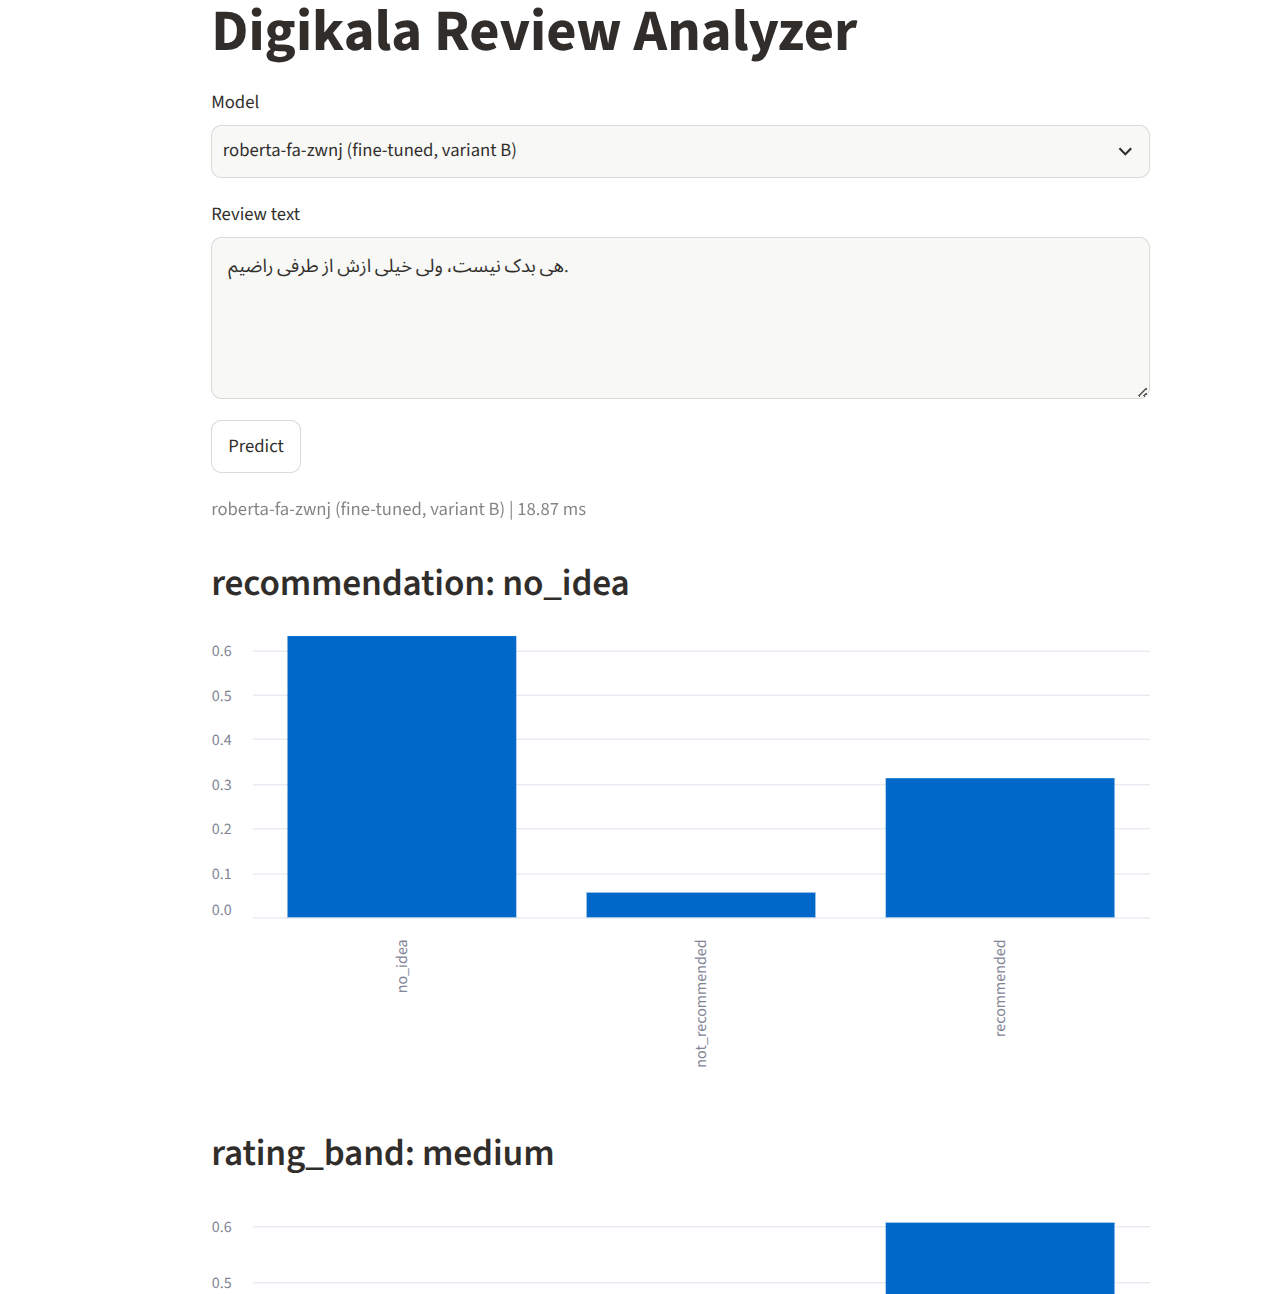 Digikala Review Analyzer
Model
roberta-fa-zwnj (fine-tuned, variant B)
Review text
هی بدک نیست، ولی خیلی ازش از طرفی راضیم.
Predict
roberta-fa-zwnj (fine-tuned, variant B) | 18.87 ms
recommendation: no_idea
0.6
0.5
0.4
0.3
0.2
0.1
0.0
no_idea
not_recommended
recommended
rating_band: medium
0.6
0.5